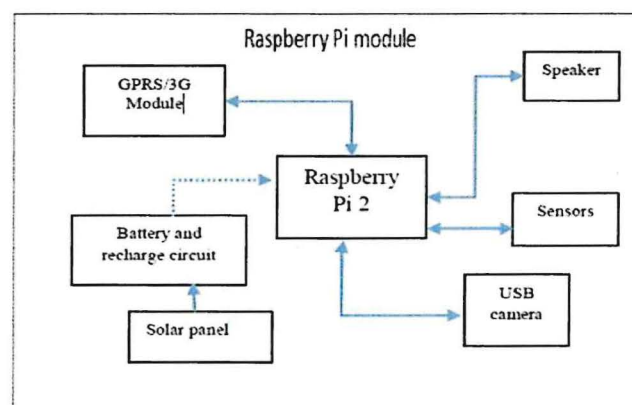 Raspberry Pi module
GPRS/3G
Module
Speaker
Raspberry
Pi 2
Sensors
Battery and
recharge circuit
USB
camera
Solar panel